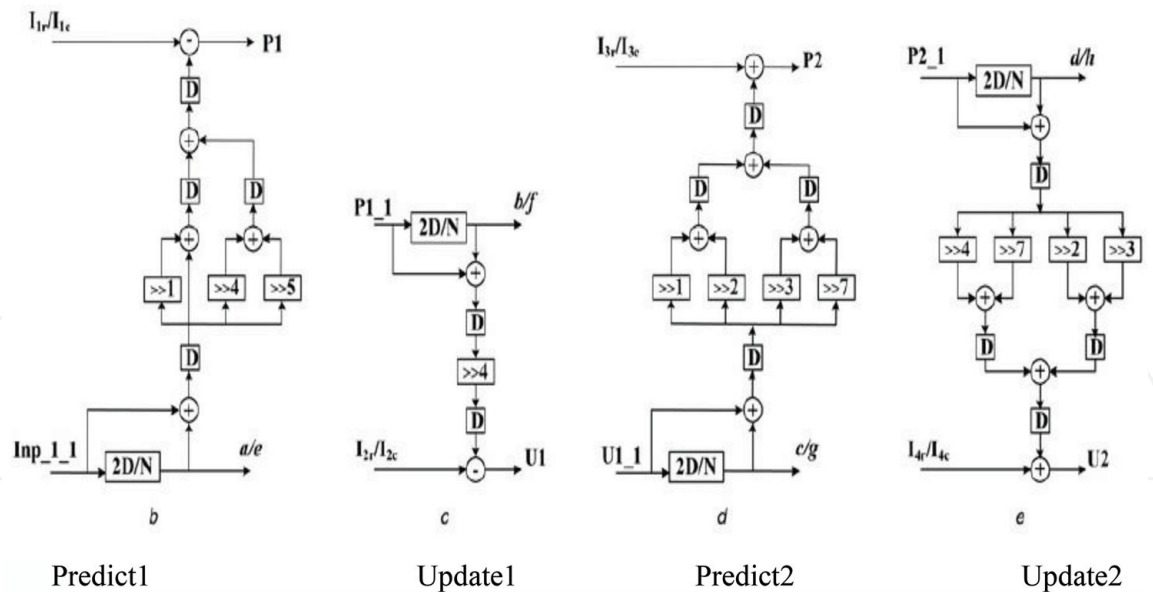 I1r/I1c
P1
D
+
D
D
+
+
>>1
>>4
>>5
D
+
Inp_1_1
2D/N
a/e
b
P1_1
2D/N
b/f
+
D
>>4
D
I2r/I2c
-
U1
c
I3r/I3c
+
P2
D
+
D
D
+
+
>>1
>>2
>>3
>>7
D
+
U1_1
2D/N
c/g
d
P2_1
2D/N
d/h
+
D
>>4
>>7
>>2
>>3
+
+
D
D
+
D
I4r/I4c
+
U2
e
Predict1 Update1 Predict2 Update2